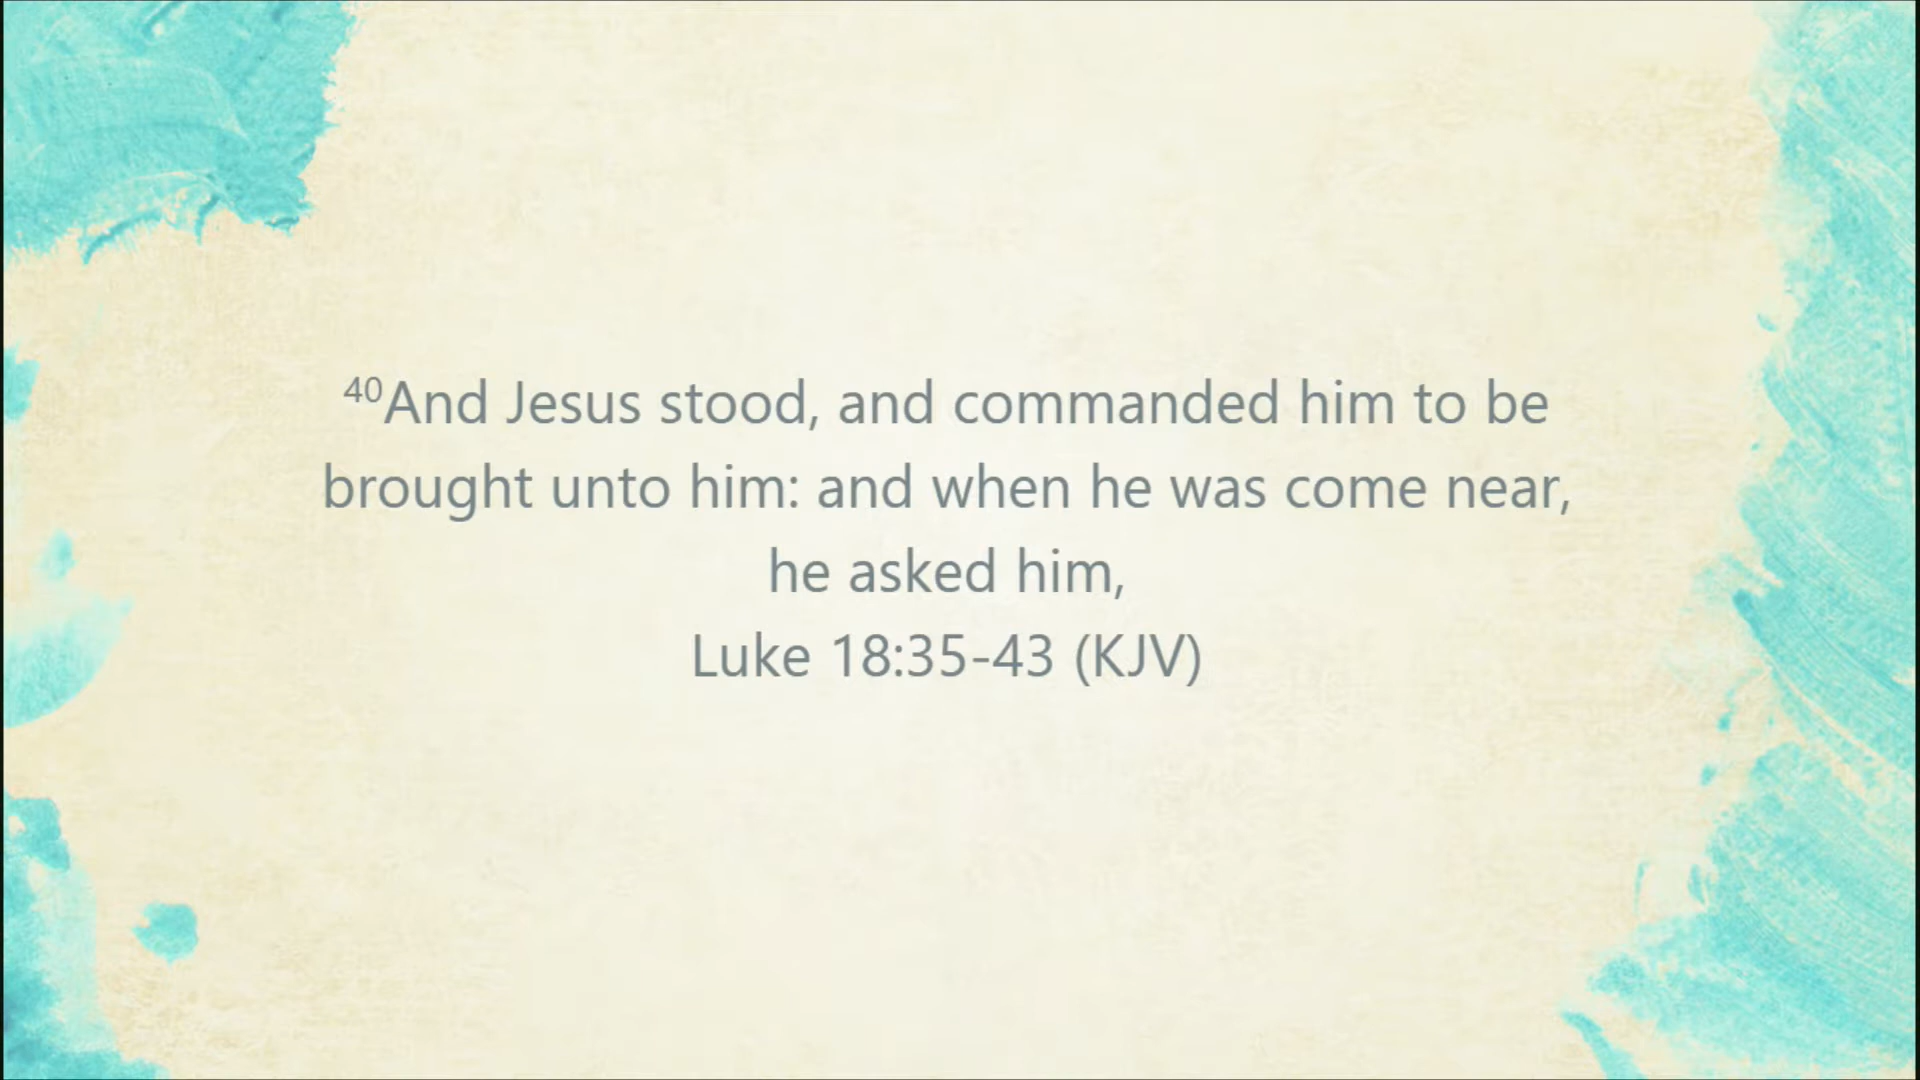 40And Jesus stood, and commanded him to be
brought unto him: and when he was come near,
he asked him,
Luke 18:35-43 (KJV)